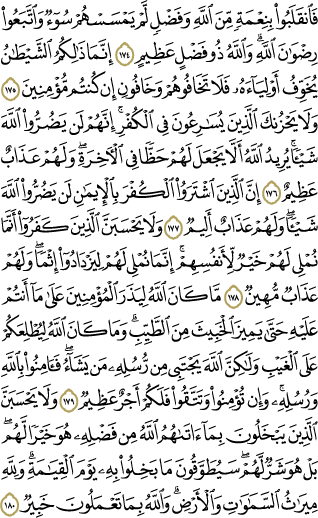 فَٱنقَلَبُوا۟ بِنِعْمَةٍ مِّنَ ٱللَّهِ وَفَضْلٍ لَّمْ يَمْسَسْهُمْ سُوٓءٌ وَٱتَّبَعُوا۟
رِضْوَٰنَ ٱللَّهِ ۗ وَٱللَّهُ ذُو فَضْلٍ عَظِيمٍ ١٧٤ إِنَّمَا ذَٰلِكُمُ ٱلشَّيْطَٰنُ
يُخَوِّفُ أَوْلِيَآءَهُۥ فَلَا تَخَافُوهُمْ وَخَافُونِ إِن كُنتُم مُّؤْمِنِينَ ١٧٥
وَلَا يَحْزُنكَ ٱلَّذِينَ يُسَٰرِعُونَ فِى ٱلْكُفْرِ ۚ إِنَّهُمْ لَن يَضُرُّوا۟ ٱللَّهَ
شَيْـًٔا ۗ يُرِيدُ ٱللَّهُ أَلَّا يَجْعَلَ لَهُمْ حَظًّا فِى ٱلْءَاخِرَةِ ۖ وَلَهُمْ عَذَابٌ
عَظِيمٌ ١٧٦ إِنَّ ٱلَّذِينَ ٱشْتَرَوُا۟ ٱلْكُفْرَ بِٱلْإِيمَٰنِ لَن يَضُرُّوا۟ ٱللَّهَ
شَيْـًٔا وَلَهُمْ عَذَابٌ أَلِيمٌ ١٧٧ وَلَا يَحْسَبَنَّ ٱلَّذِينَ كَفَرُوٓا۟ أَنَّمَا
نُمْلِى لَهُمْ خَيْرٌ لِّأَنفُسِهِمْ ۚ إِنَّمَا نُمْلِى لَهُمْ لِيَزْدَادُوٓا۟ إِثْمًا ۚ وَلَهُمْ
عَذَابٌ مُّهِينٌ ١٧٨ مَّا كَانَ ٱللَّهُ لِيَذَرَ ٱلْمُؤْمِنِينَ عَلَىٰ مَآ أَنتُمْ
عَلَيْهِ حَتَّىٰ يَمِيزَ ٱلْخَبِيثَ مِنَ ٱلطَّيِّبِ ۗ وَمَا كَانَ ٱللَّهُ لِيُطْلِعَكُمْ
عَلَى ٱلْغَيْبِ وَلَٰكِنَّ ٱللَّهَ يَجْتَبِى مِن رُّسُلِهِۦ مَن يَشَآءُ ۖ فَـَٔامِنُوا۟ بِٱللَّهِ
وَرُسُلِهِۦ ۚ وَإِن تُؤْمِنُوا۟ وَتَتَّقُوا۟ فَلَكُمْ أَجْرٌ عَظِيمٌ ١٧٩ وَلَا يَحْسَبَنَّ
ٱلَّذِينَ يَبْخَلُونَ بِمَآ ءَاتَىٰهُمُ ٱللَّهُ مِن فَضْلِهِۦ هُوَ خَيْرًا لَّهُم ۖ
بَلْ هُوَ شَرٌّ لَّهُمْ ۖ سَيُطَوَّقُونَ مَا بَخِلُوا۟ بِهِۦ يَوْمَ ٱلْقِيَٰمَةِ ۗ وَلِلَّهِ
مِيرَٰثُ ٱلسَّمَٰوَٰتِ وَٱلْأَرْضِ ۗ وَٱللَّهُ بِمَا تَعْمَلُونَ خَبِيرٌ ١٨٠